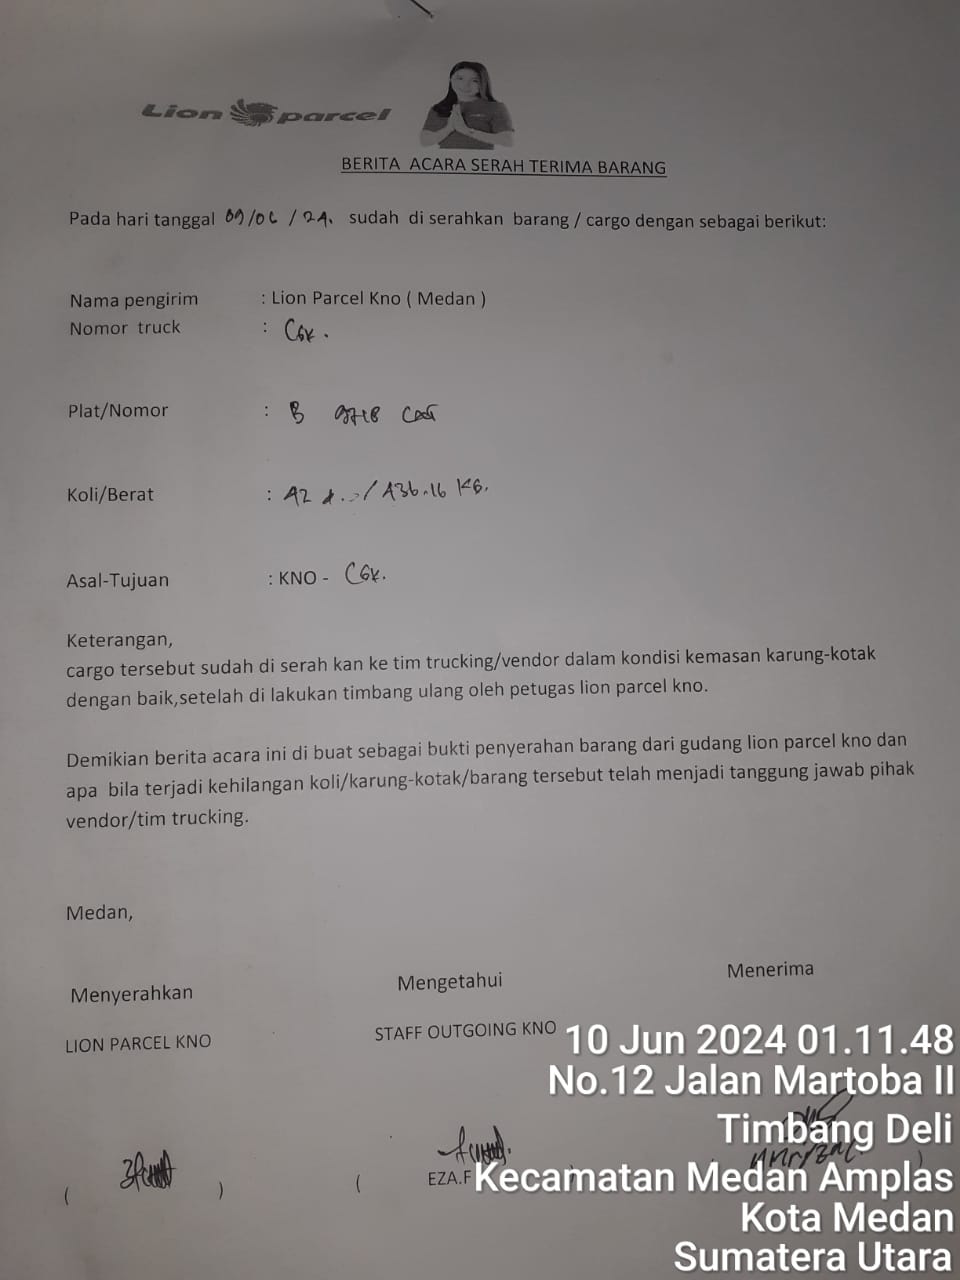 Lion parcel
BERITA ACARA SERAH TERIMA BARANG
Pada hari tanggal 09/06/24. sudah di serahkan barang / cargo dengan sebagai berikut:
Nama pengirim : Lion Parcel Kno ( Medan )
Nomor truck : CGK.
Plat/Nomor : B
Koli/Berat : 42 / 436.16 KG.
Asal-Tujuan : KNO - CGK.
Keterangan,
cargo tersebut sudah di serah kan ke tim trucking/vendor dalam kondisi kemasan karung-kotak
dengan baik,setelah di lakukan timbang ulang oleh petugas lion parcel kno.
Demikian berita acara ini di buat sebagai bukti penyerahan barang dari gudang lion parcel kno dan
apa bila terjadi kehilangan koli/karung-kotak/barang tersebut telah menjadi tanggung jawab pihak
vendor/tim trucking.
Medan,
Menyerahkan Mengetahui Menerima
LION PARCEL KNO STAFF OUTGOING KNO
( ) ( EZA.F )
10 Jun 2024 01.11.48
No.12 Jalan Martoba II
Timbang Deli
Kecamatan Medan Amplas
Kota Medan
Sumatera Utara